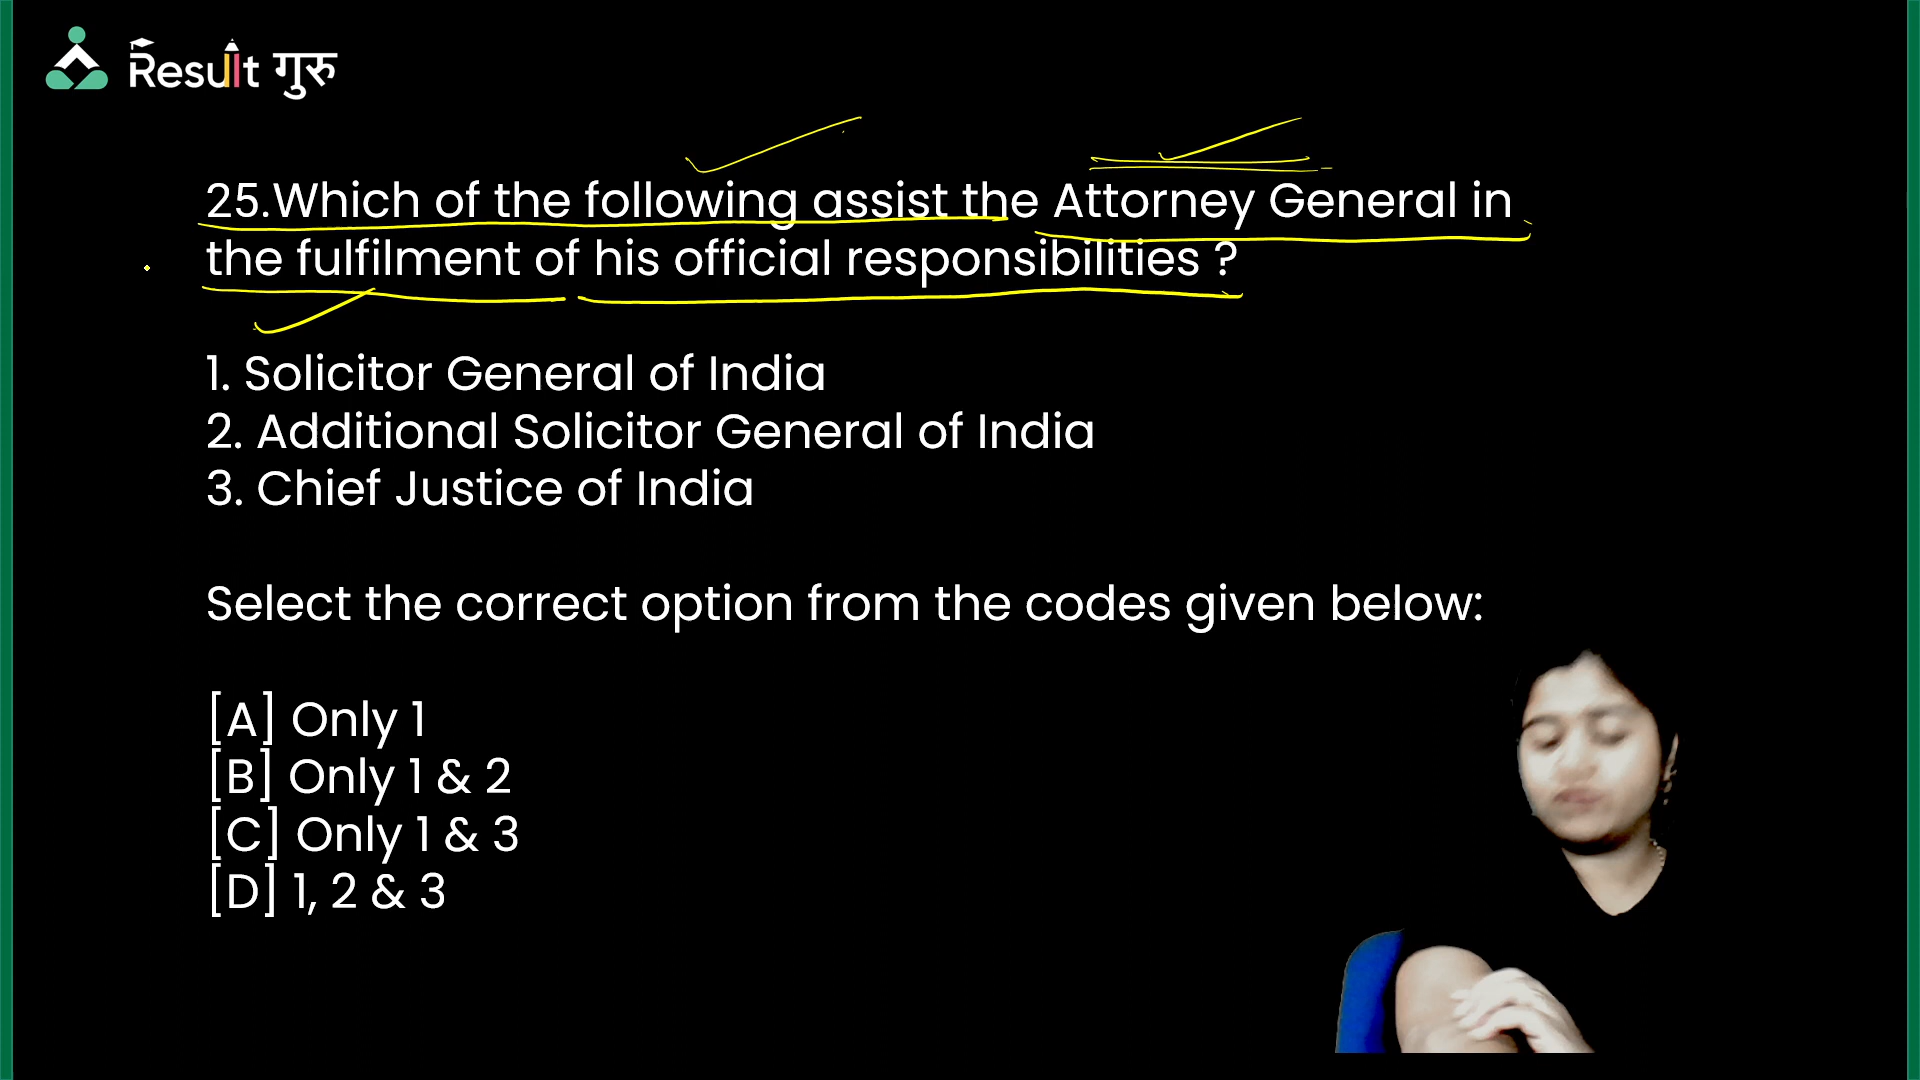 Result गुरु
25.Which of the following assist the Attorney General in
the fulfilment of his official responsibilities ?
1. Solicitor General of India
2. Additional Solicitor General of India
3. Chief Justice of India
Select the correct option from the codes given below:
[A] Only 1
[B] Only 1 & 2
[C] Only 1 & 3
[D] 1, 2 & 3